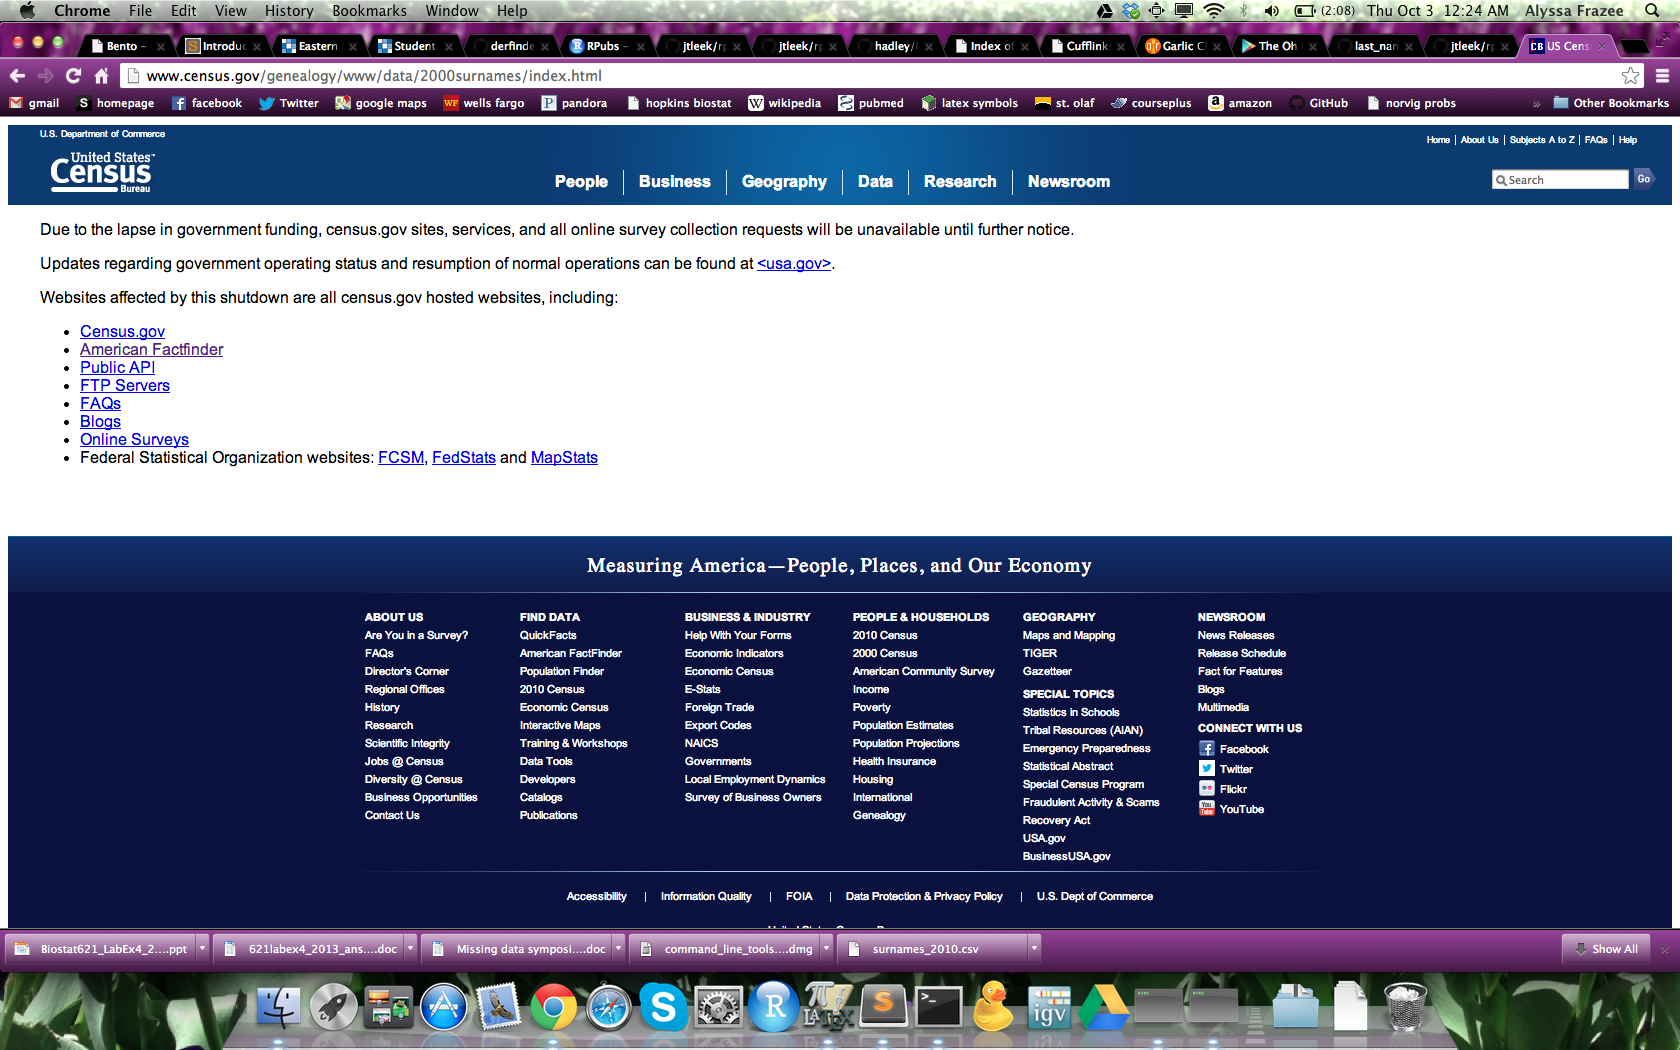 Chrome File Edit View History Bookmarks Window Help (2:08) Thu Oct 3 12:24 AM Alyssa Frazee
Bento – Introduc Eastern Student derfinde RPubs – jtleek/rp jtleek/rp hadley/ Index of Cufflink Garlic C The Oh last_nam jtleek/rp US Cens
www.census.gov/genealogy/www/data/2000surnames/index.html
gmail homepage facebook Twitter google maps wells fargo pandora hopkins biostat wikipedia pubmed latex symbols st. olaf courseplus amazon GitHub norvig probs » Other Bookmarks
U.S. Department of Commerce
Home | About Us | Subjects A to Z | FAQs | Help
United States
Census
Bureau
People Business Geography Data Research Newsroom
Search Go
Due to the lapse in government funding, census.gov sites, services, and all online survey collection requests will be unavailable until further notice.
Updates regarding government operating status and resumption of normal operations can be found at <usa.gov>.
Websites affected by this shutdown are all census.gov hosted websites, including:
• Census.gov
• American Factfinder
• Public API
• FTP Servers
• FAQs
• Blogs
• Online Surveys
• Federal Statistical Organization websites: FCSM, FedStats and MapStats
Measuring America—People, Places, and Our Economy
ABOUT US
Are You in a Survey?
FAQs
Director's Corner
Regional Offices
History
Research
Scientific Integrity
Jobs @ Census
Diversity @ Census
Business Opportunities
Contact Us
FIND DATA
QuickFacts
American FactFinder
Population Finder
2010 Census
Economic Census
Interactive Maps
Training & Workshops
Data Tools
Developers
Catalogs
Publications
BUSINESS & INDUSTRY
Help With Your Forms
Economic Indicators
Economic Census
E-Stats
Foreign Trade
Export Codes
NAICS
Governments
Local Employment Dynamics
Survey of Business Owners
PEOPLE & HOUSEHOLDS
2010 Census
2000 Census
American Community Survey
Income
Poverty
Population Estimates
Population Projections
Health Insurance
Housing
International
Genealogy
GEOGRAPHY
Maps and Mapping
TIGER
Gazetteer
SPECIAL TOPICS
Statistics in Schools
Tribal Resources (AIAN)
Emergency Preparedness
Statistical Abstract
Special Census Program
Fraudulent Activity & Scams
Recovery Act
USA.gov
BusinessUSA.gov
NEWSROOM
News Releases
Release Schedule
Fact for Features
Blogs
Multimedia
CONNECT WITH US
Facebook
Twitter
Flickr
YouTube
Accessibility | Information Quality | FOIA | Data Protection & Privacy Policy | U.S. Dept of Commerce
Biostat621_LabEx4_2....ppt 621labex4_2013_ans....doc Missing data symposi....doc command_line_tools....dmg surnames_2010.csv Show All
R LATEX S >_ igv